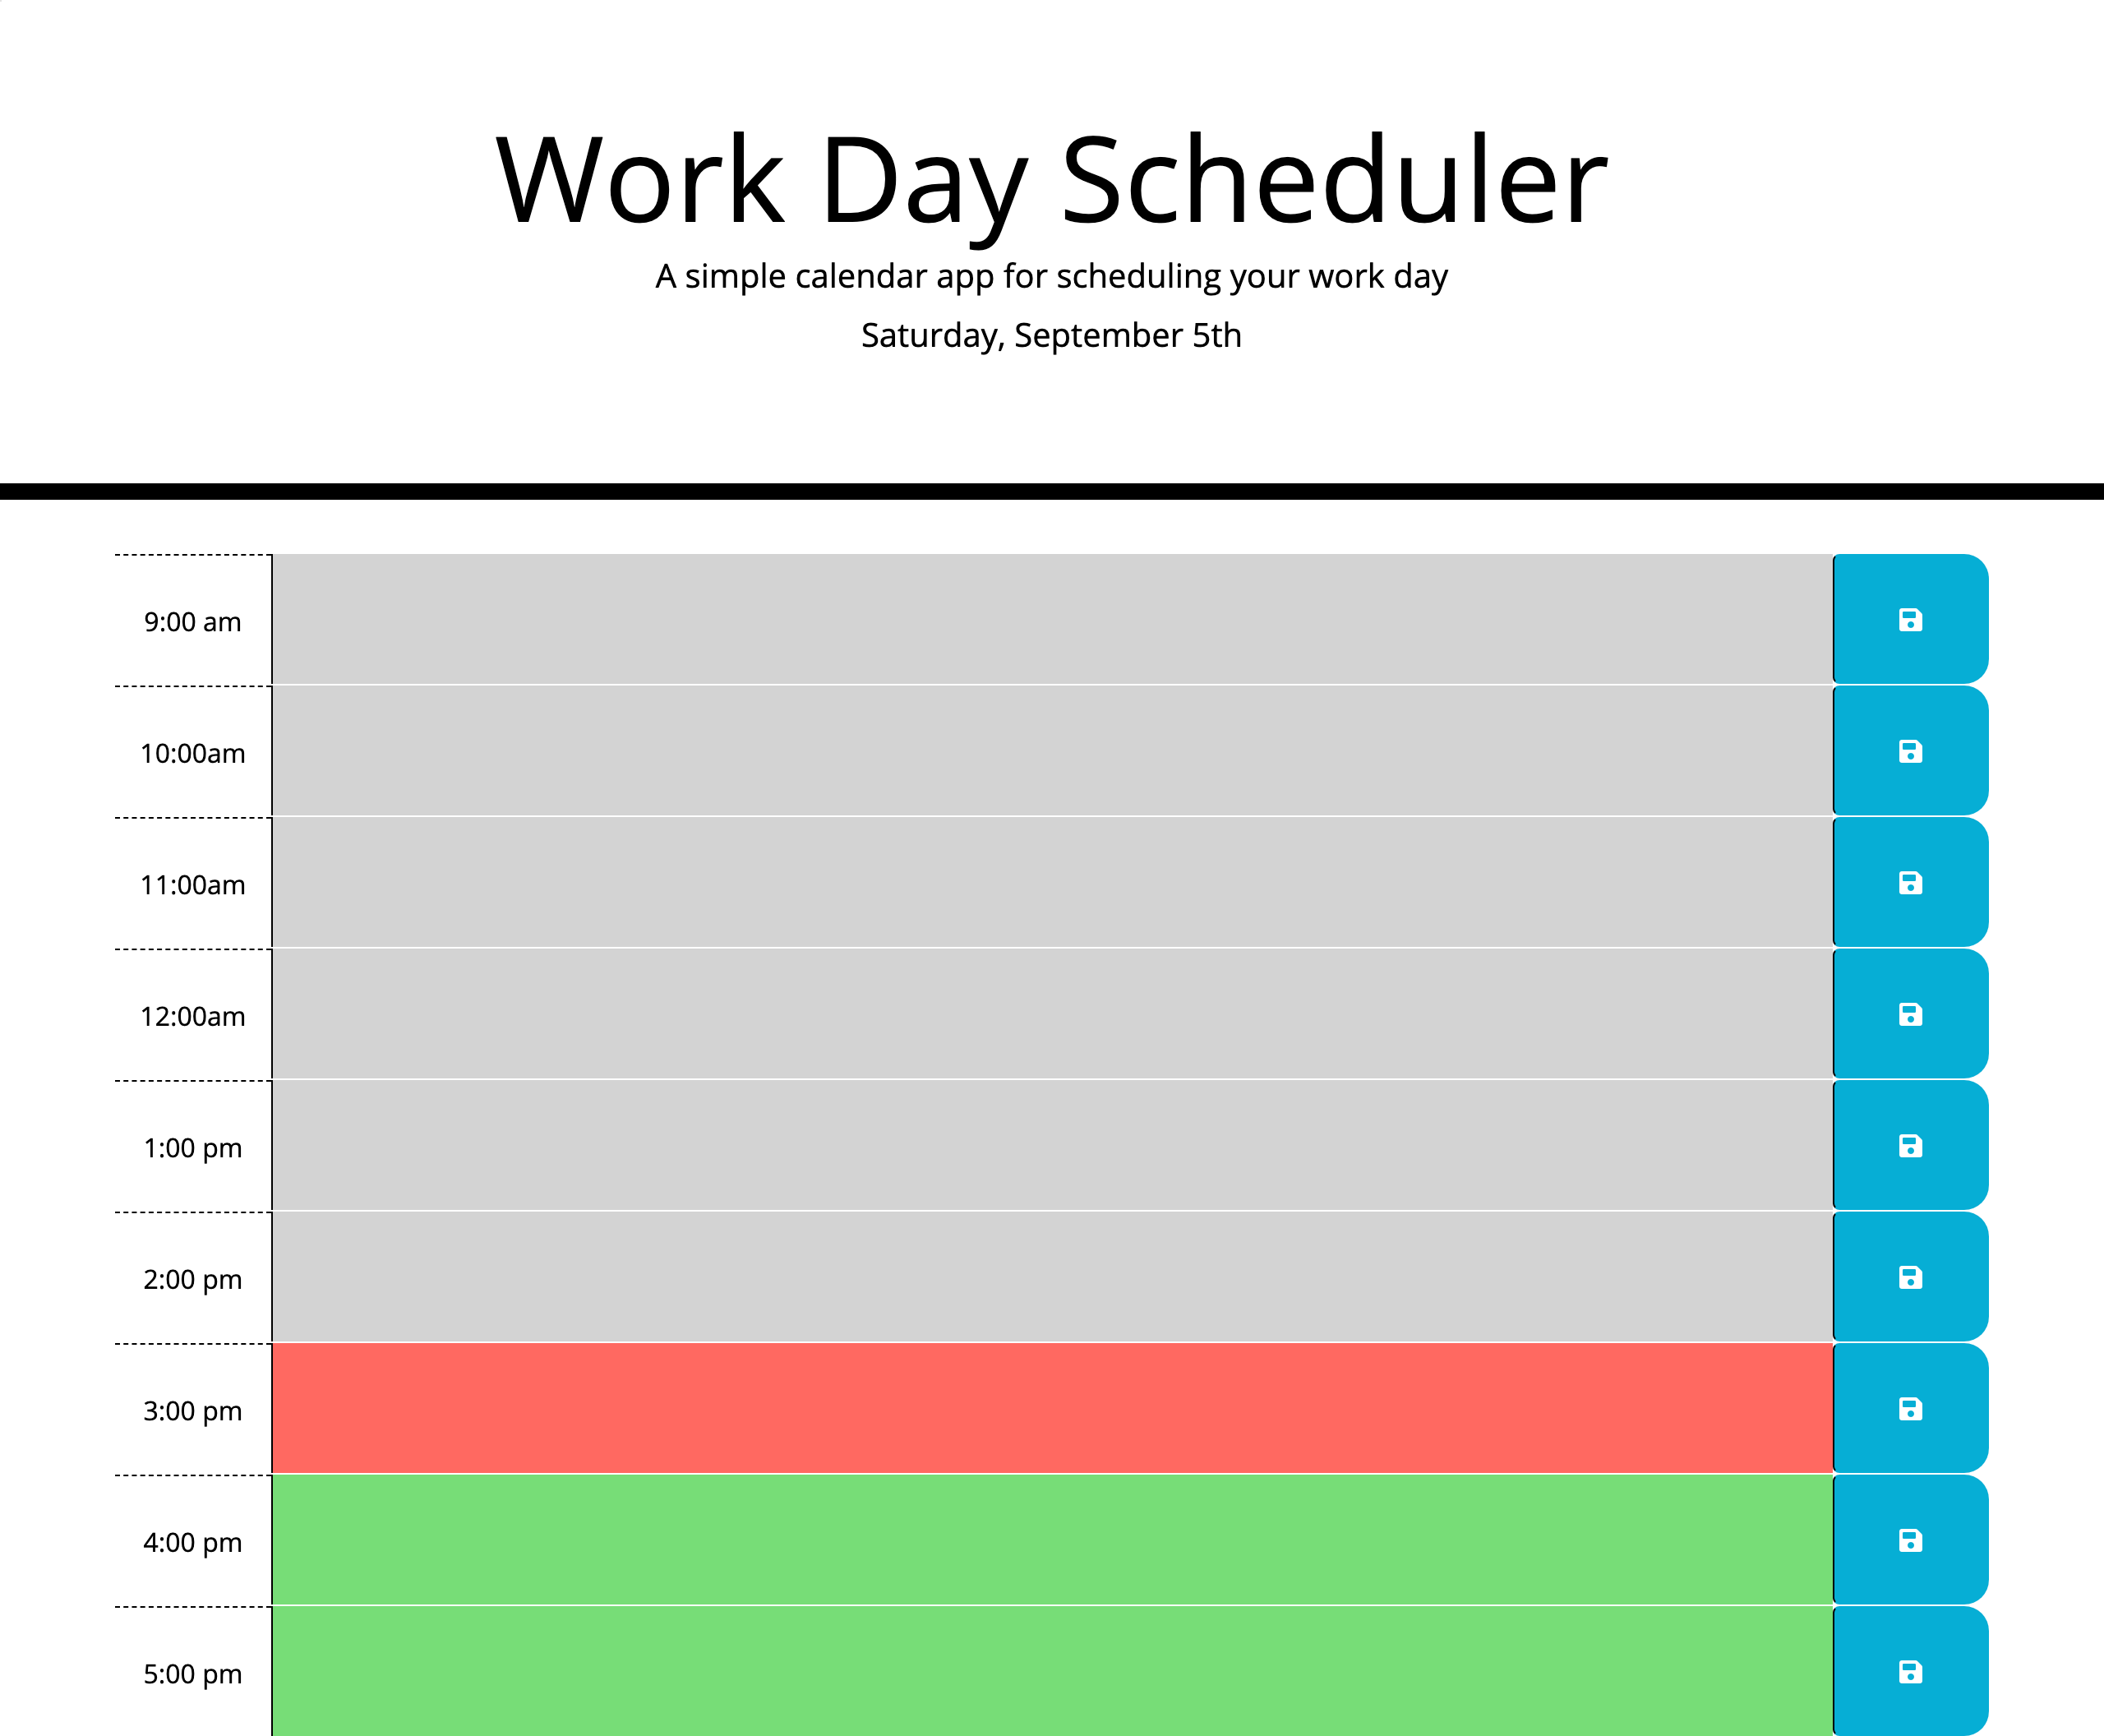 Work Day Scheduler
A simple calendar app for scheduling your work day
Saturday, September 5th
9:00 am
10:00am
11:00am
12:00am
1:00 pm
2:00 pm
3:00 pm
4:00 pm
5:00 pm